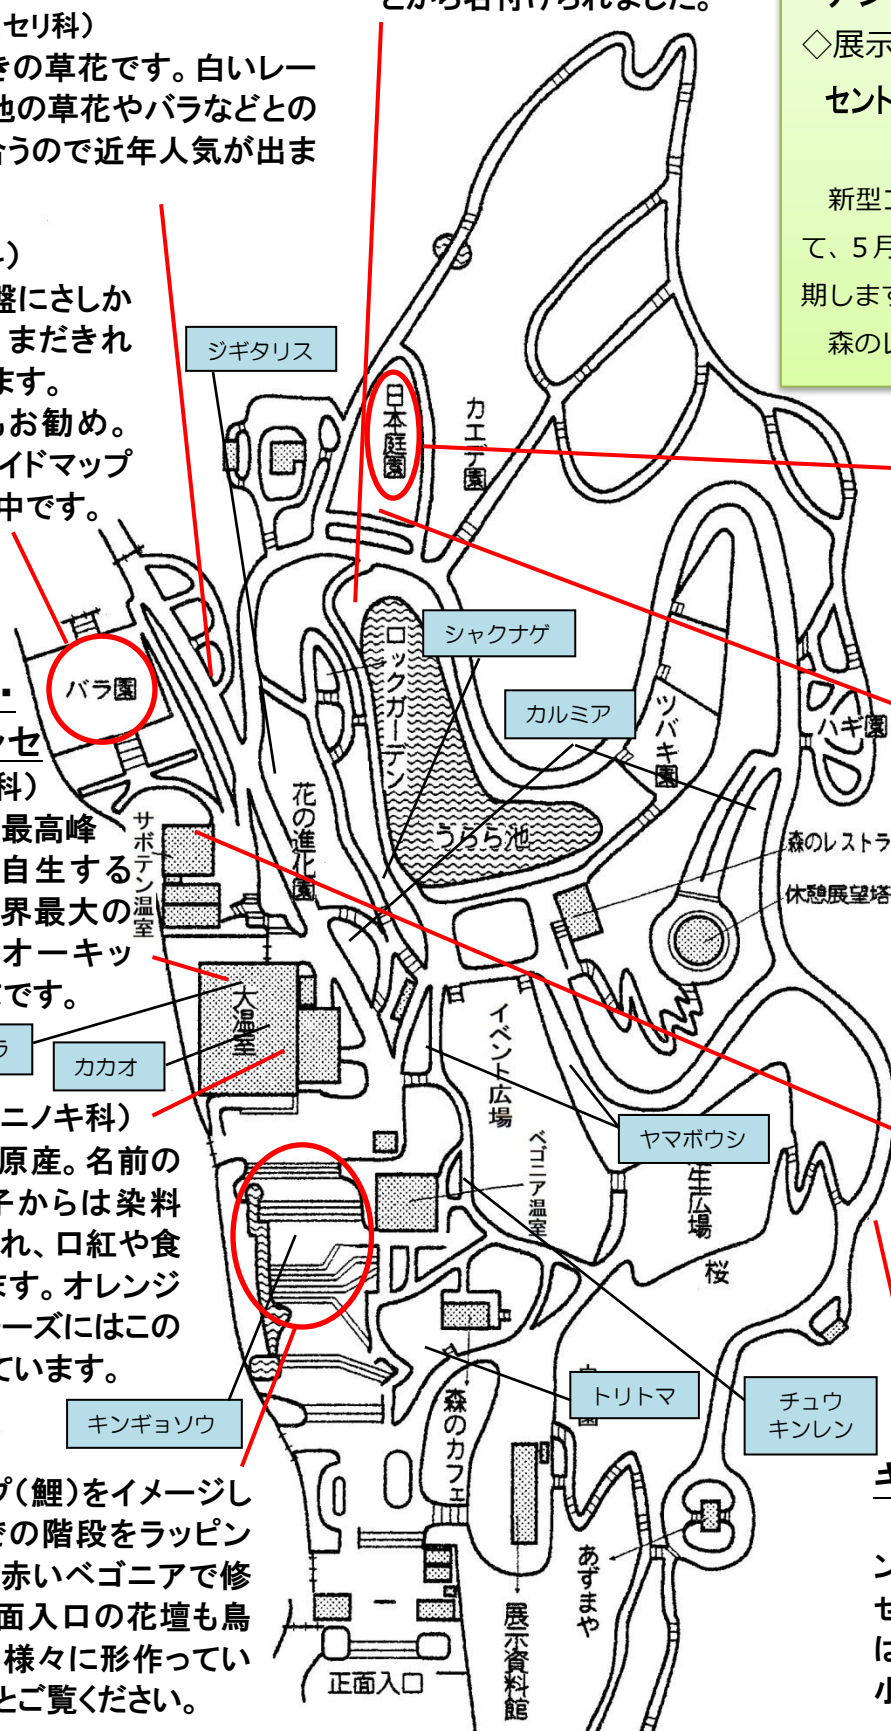 セリ科）
きの草花です。白いレー
他の草花やバラなどとの
合うので近年人気が出ま
とから名付けられました。
◇展示
セント
新型コ
て、５月
期します
森のレ
盤にさしか
まだきれ
ます。
もお勧め。
イドマップ
中です。
ジギタリス
日本庭園
カエデ園
バラ園
シャクナゲ
ロックガーデン
カルミア
ツバキ園
ハギ園
うらら池
花の進化園
サボテン温室
森のレストラ
休憩展望塔
ッセ
科）
最高峰
自生する
界最大の
オーキッ
です。
大温室
ラ
カカオ
イベント広場
ベゴニア温室
ヤマボウシ
生広場
桜
ニノキ科）
原産。名前の
子からは染料
れ、口紅や食
ます。オレンジ
ーズにはこの
ています。
キンギョソウ
トリトマ
チュウ
キンレン
森のカフェ
プ（鯉）をイメージし
きの階段をラッピン
赤いベゴニアで修
面入口の花壇も鳥
様々に形作ってい
とご覧ください。
あずまや
展示資料館
正面入口
キ
ン
せ
は
小